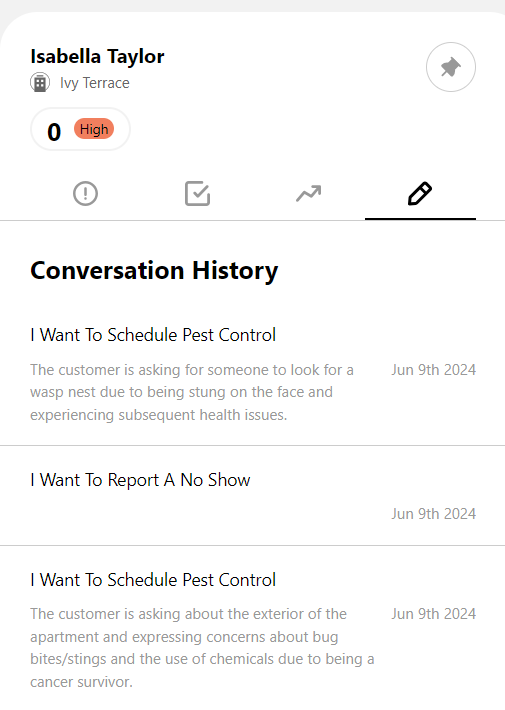 Isabella Taylor
Ivy Terrace
0 High
Conversation History
I Want To Schedule Pest Control
The customer is asking for someone to look for a Jun 9th 2024
wasp nest due to being stung on the face and
experiencing subsequent health issues.
I Want To Report A No Show
Jun 9th 2024
I Want To Schedule Pest Control
The customer is asking about the exterior of the Jun 9th 2024
apartment and expressing concerns about bug
bites/stings and the use of chemicals due to being a
cancer survivor.